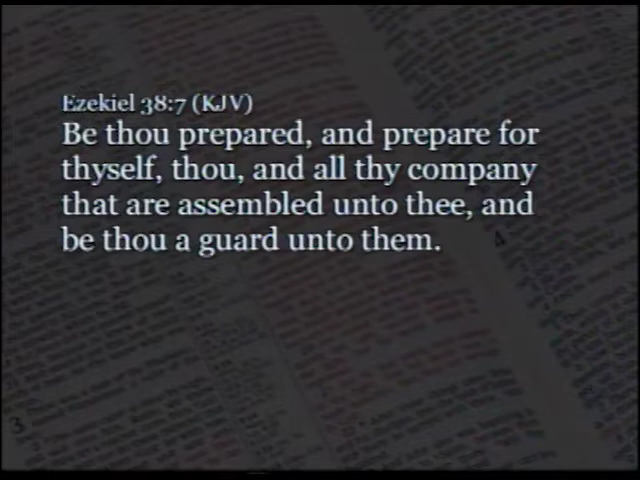 Ezekiel 38:7 (KJV)
Be thou prepared, and prepare for
thyself, thou, and all thy company
that are assembled unto thee, and
be thou a guard unto them.